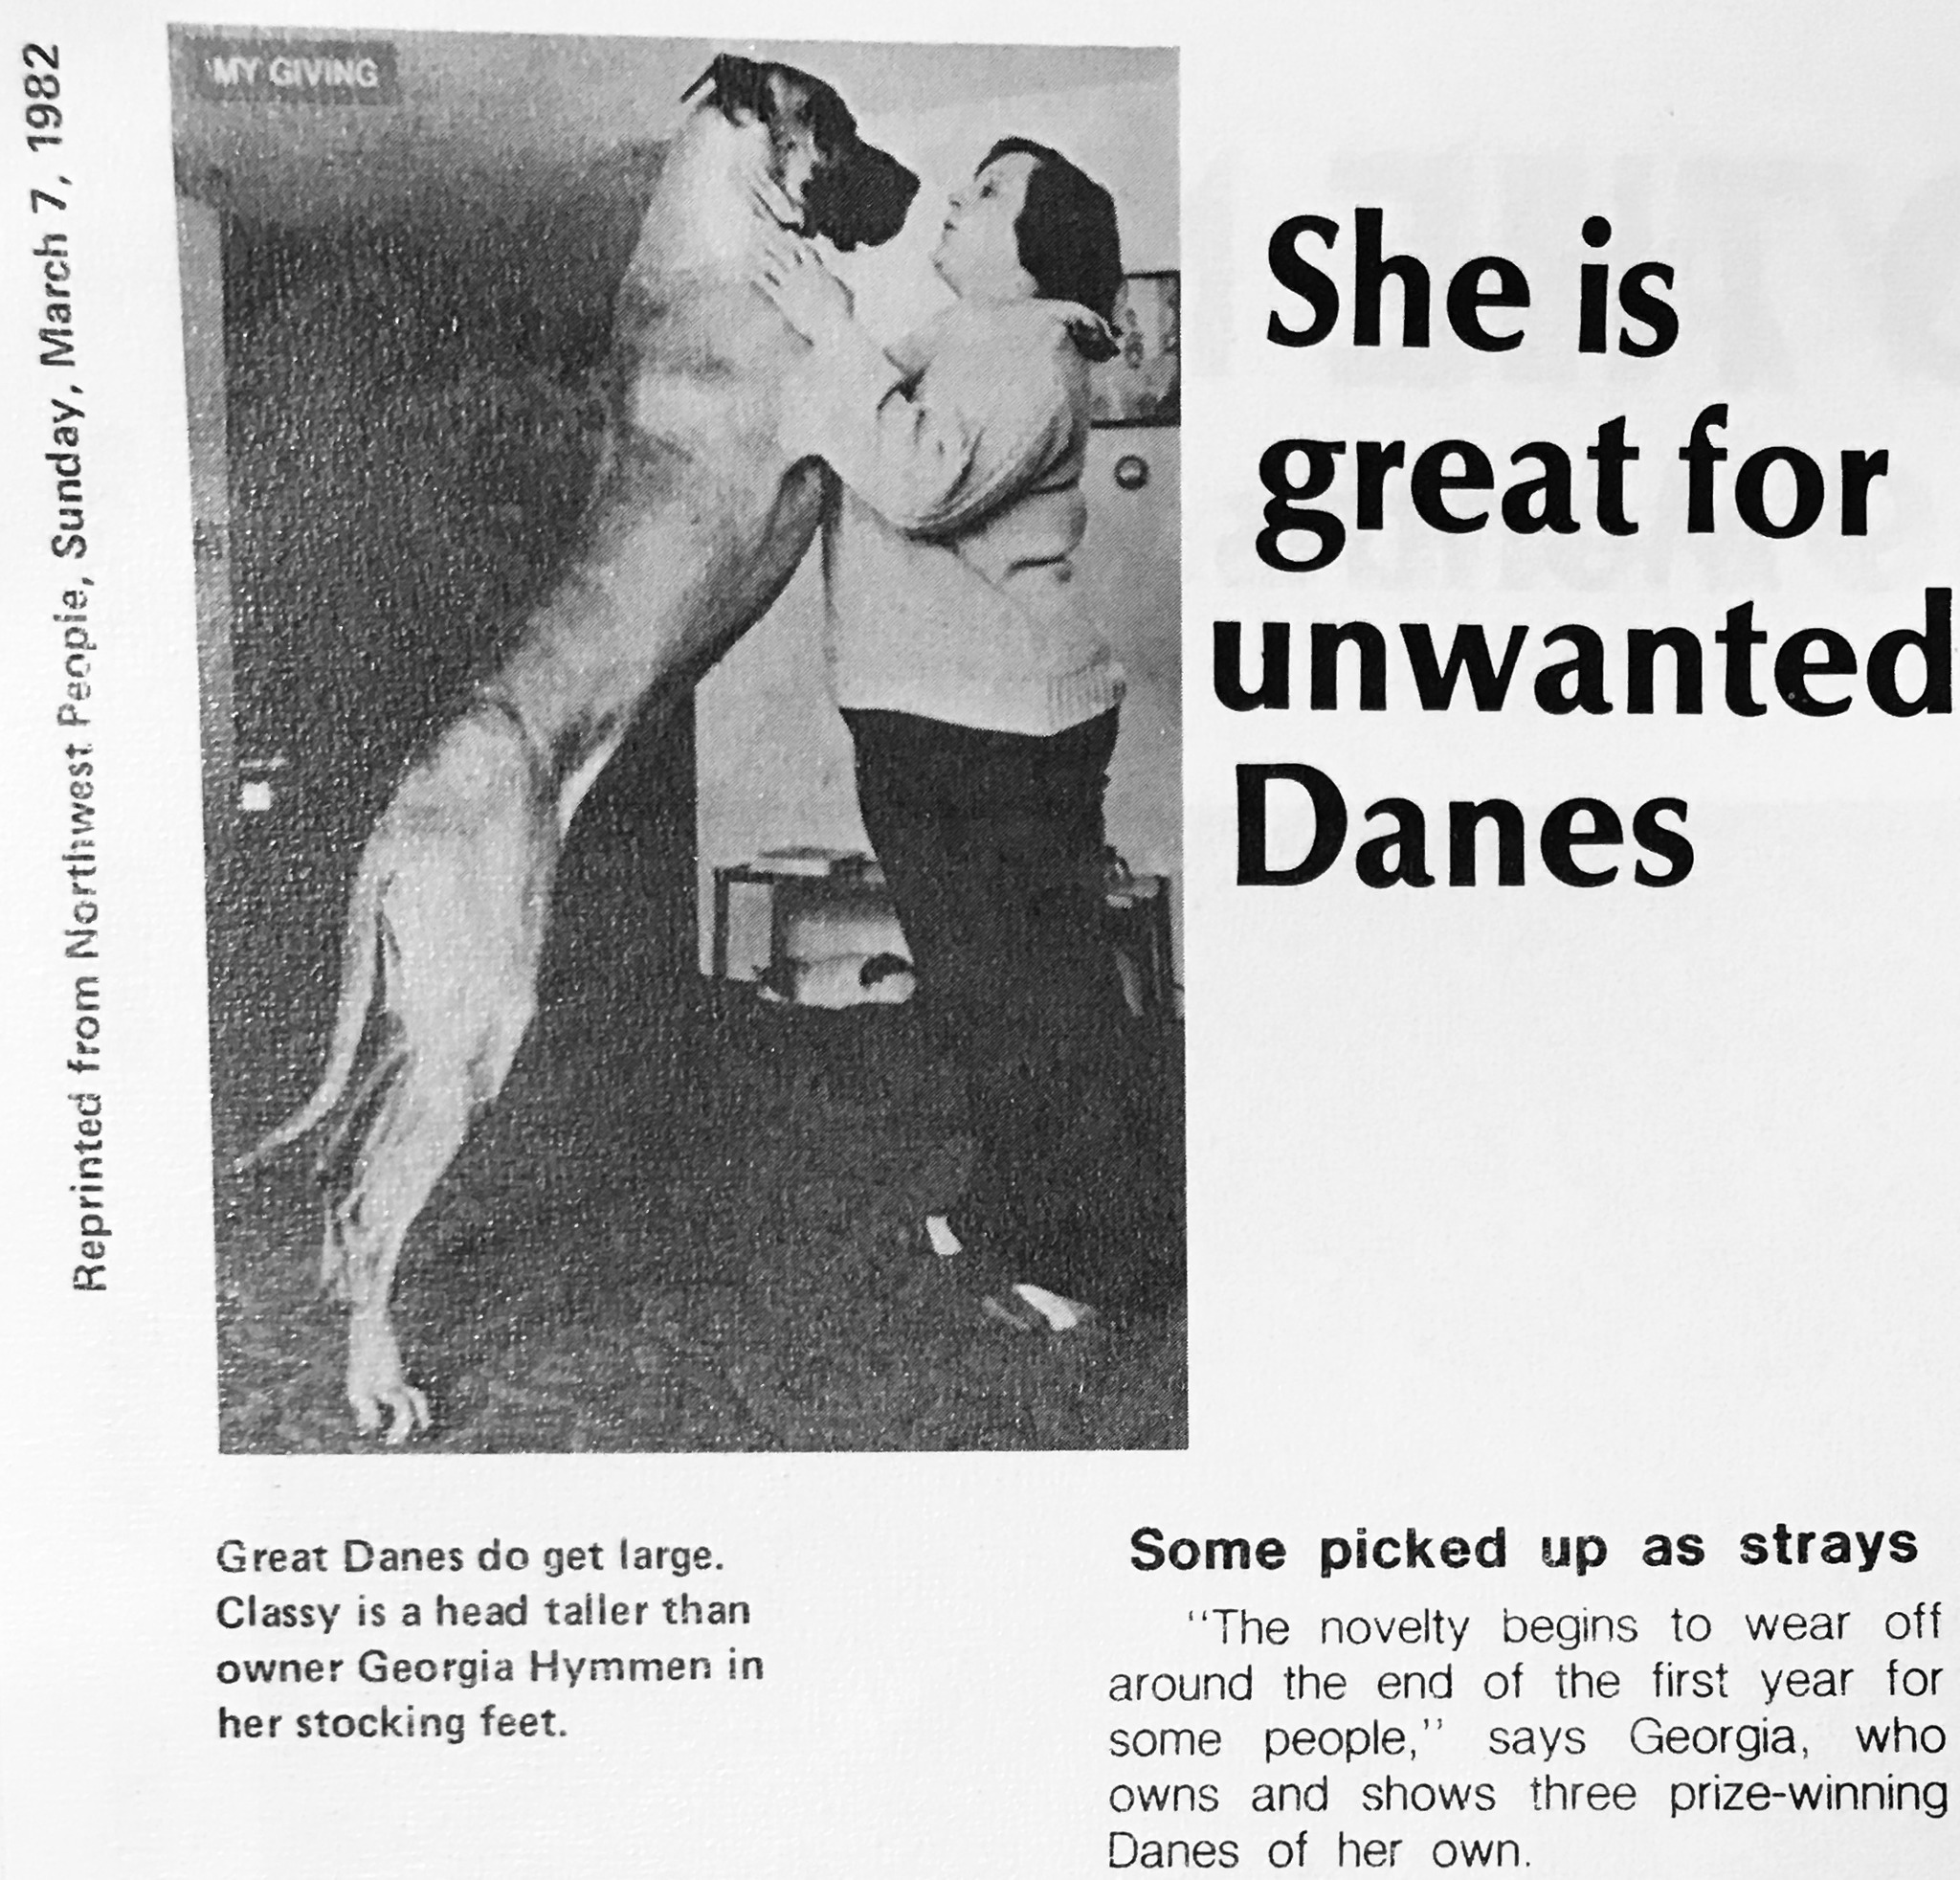 Reprinted from Northwest People, Sunday, March 7, 1982
'MY GIVING
She is
great for
unwanted
Danes
Great Danes do get large.
Classy is a head taller than
owner Georgia Hymmen in
her stocking feet.
Some picked up as strays
"The novelty begins to wear off
around the end of the first year for
some people," says Georgia, who
owns and shows three prize-winning
Danes of her own.